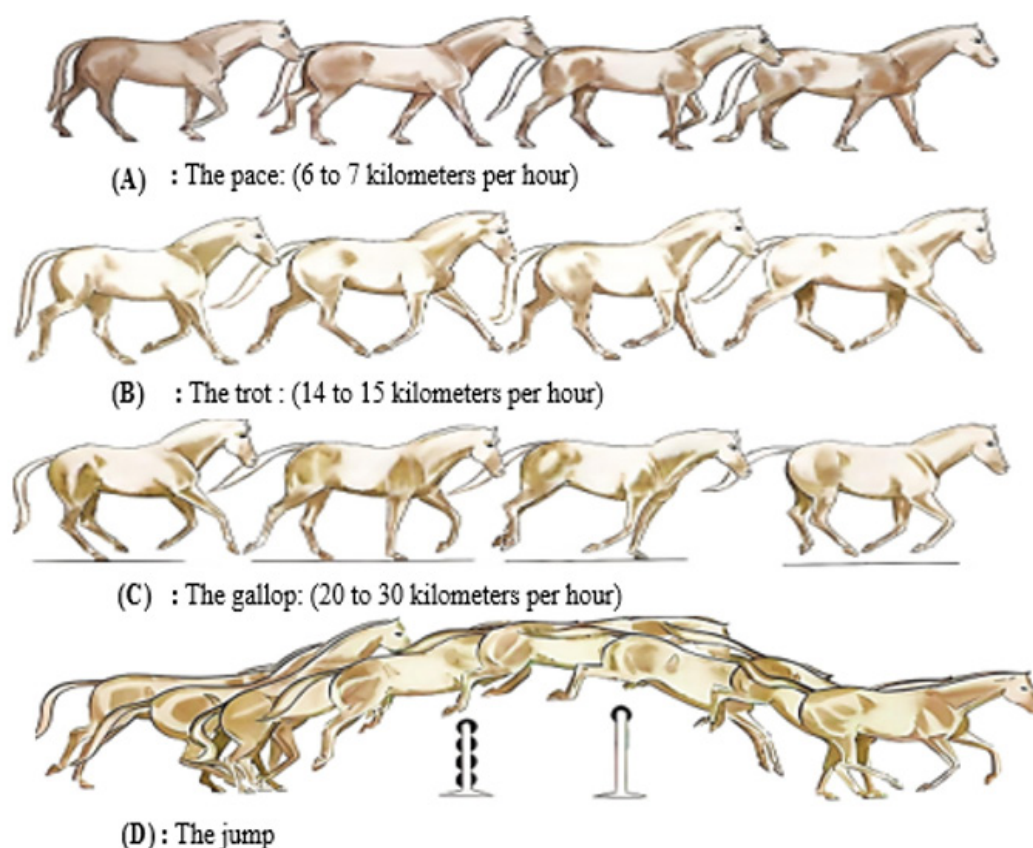 (A) : The pace: (6 to 7 kilometers per hour)
(B) : The trot : (14 to 15 kilometers per hour)
(C) : The gallop: (20 to 30 kilometers per hour)
(D) : The jump